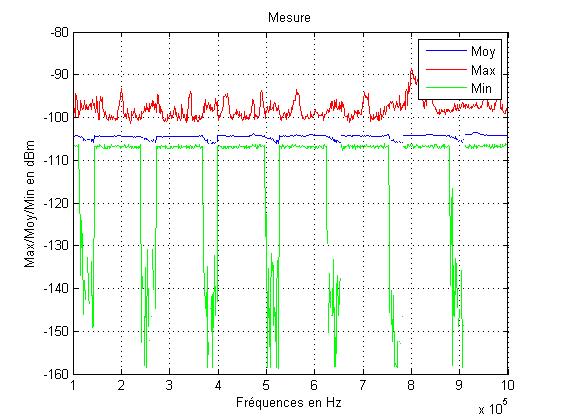 Mesure
-80
-90
-100
-110
-120
-130
-140
-150
-160
Max/Moy/Min en dBm
Moy
Max
Min
1 2 3 4 5 6 7 8 9 10
Fréquences en Hz
x 10^5